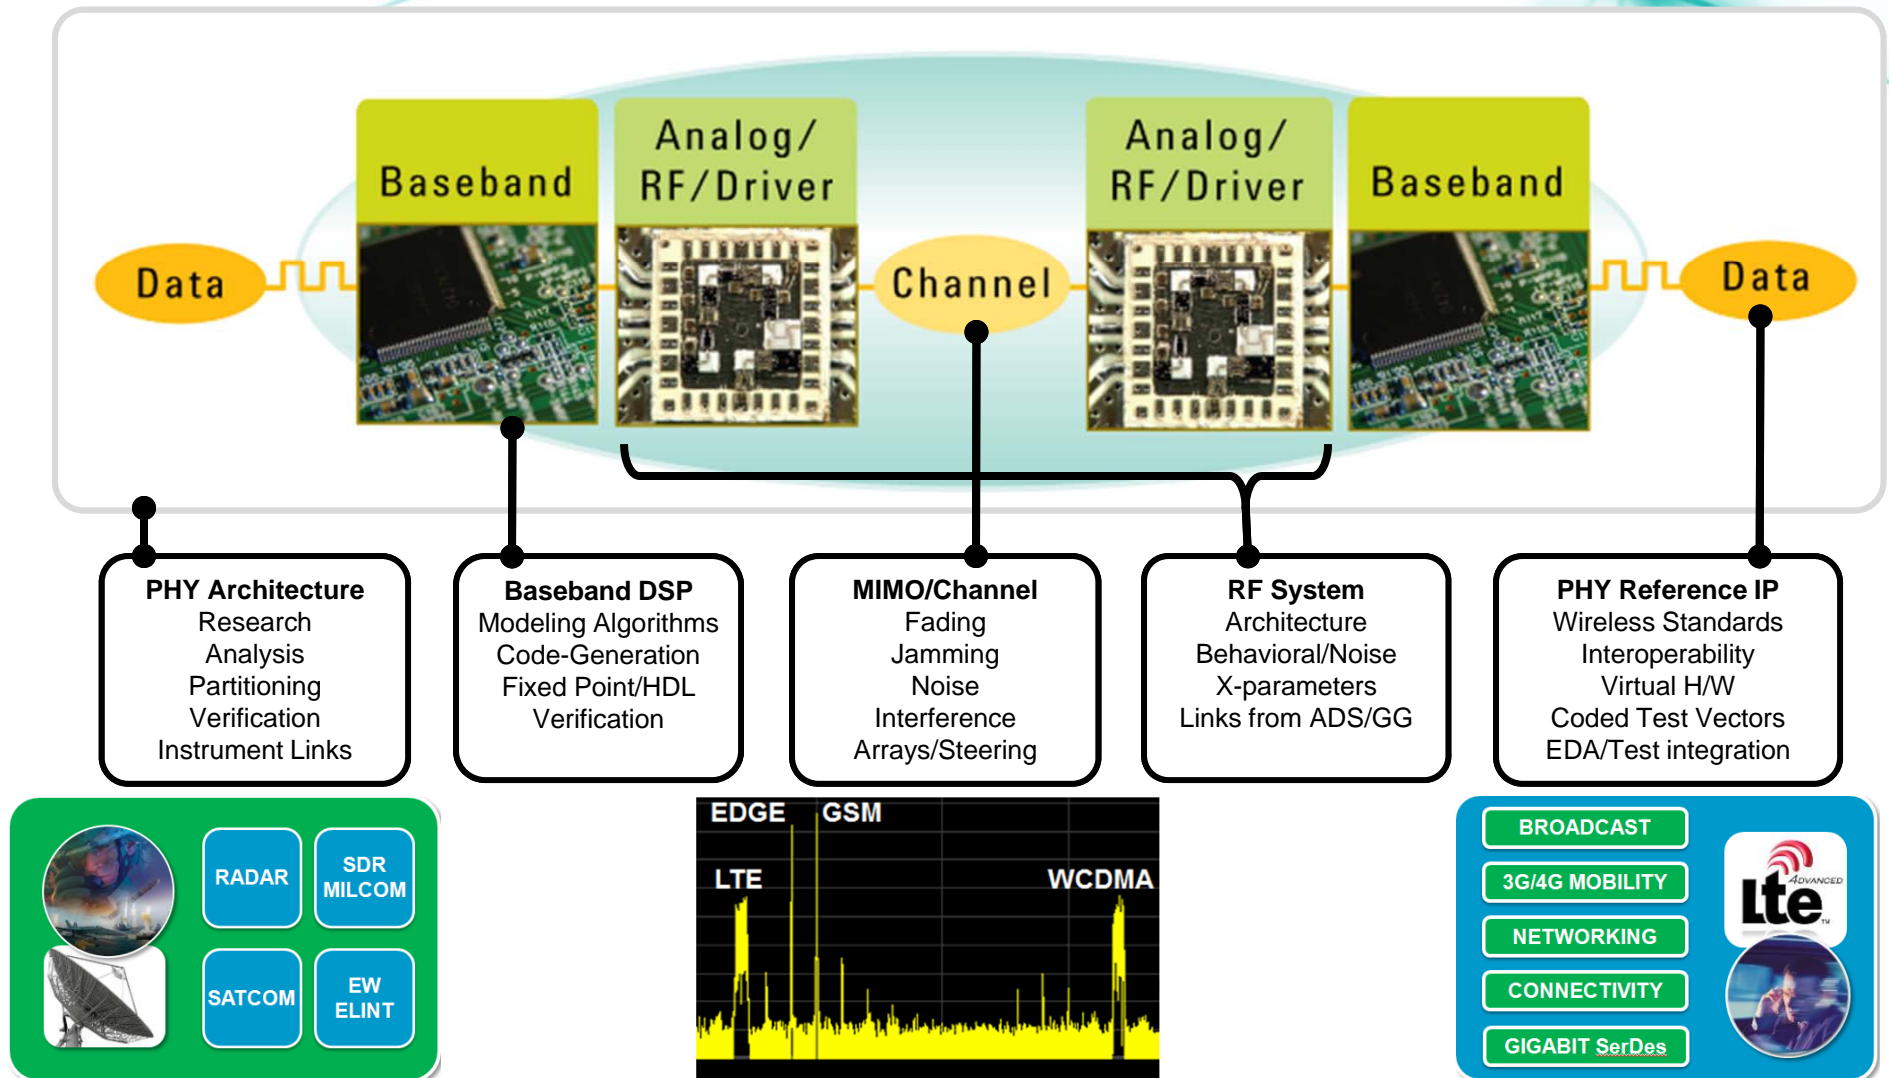 Baseband
Analog/
RF/Driver
Analog/
RF/Driver
Baseband
Data
Channel
Data
PHY Architecture
Research
Analysis
Partitioning
Verification
Instrument Links
Baseband DSP
Modeling Algorithms
Code-Generation
Fixed Point/HDL
Verification
MIMO/Channel
Fading
Jamming
Noise
Interference
Arrays/Steering
RF System
Architecture
Behavioral/Noise
X-parameters
Links from ADS/GG
PHY Reference IP
Wireless Standards
Interoperability
Virtual H/W
Coded Test Vectors
EDA/Test integration
RADAR
SDR
MILCOM
SATCOM
EW
ELINT
EDGE
GSM
LTE
WCDMA
BROADCAST
3G/4G MOBILITY
NETWORKING
CONNECTIVITY
GIGABIT SerDes
ADVANCED
Lte
TM